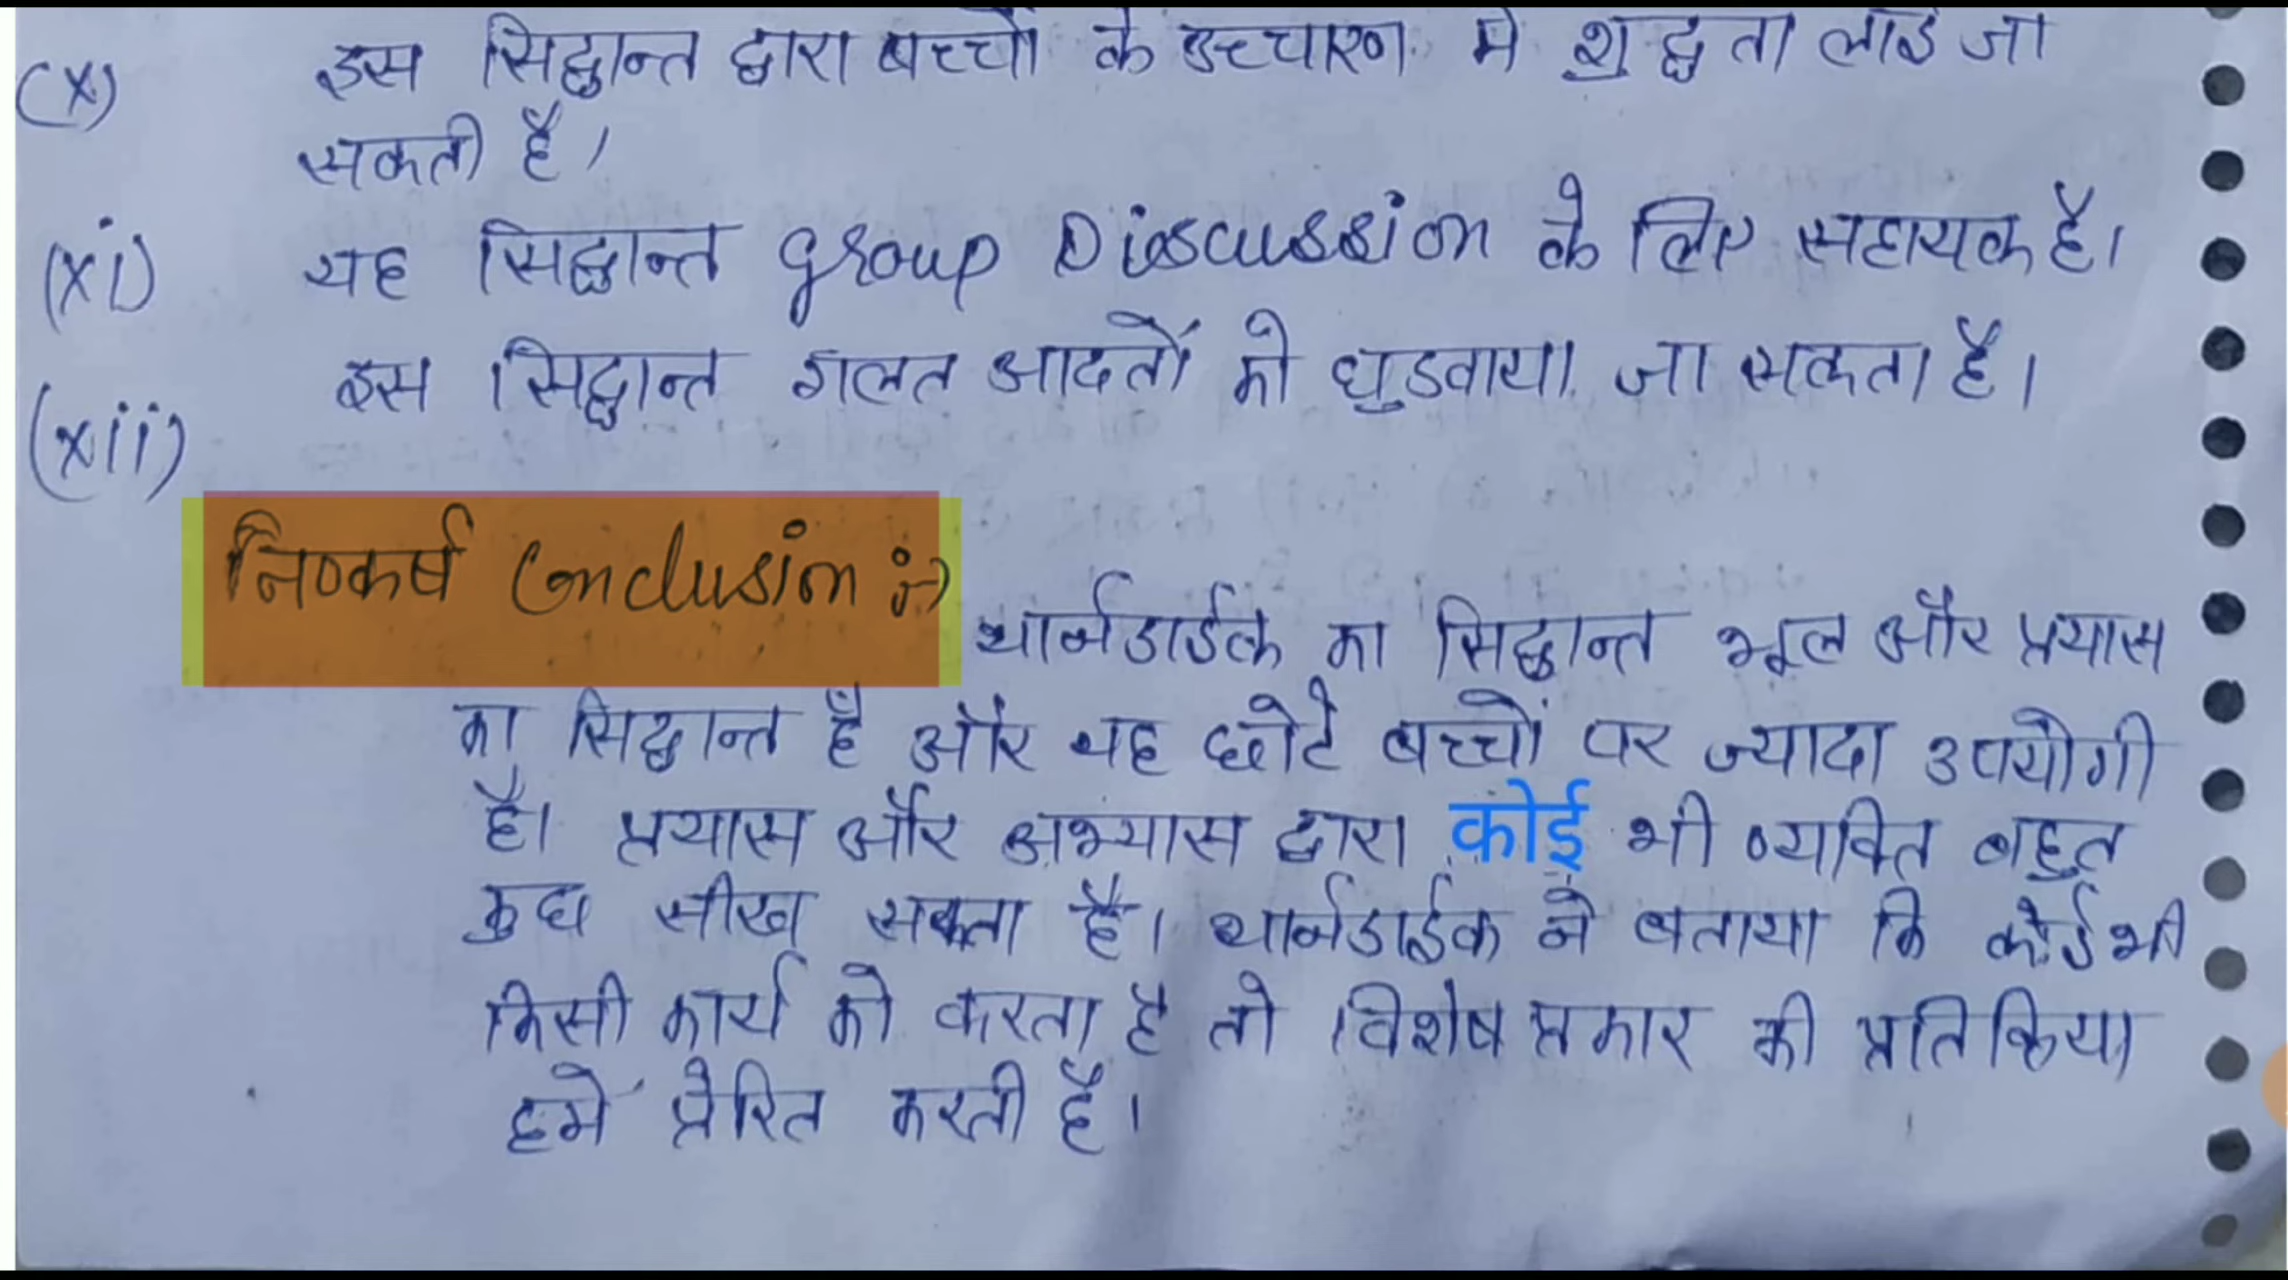 (x) इस सिद्धान्त द्वारा बच्चों के उच्चारण में शुद्धता लाई जा
सकती है।
(xi) यह सिद्धान्त group Discussion के लिए सहायक है।
(xii) इस सिद्धान्त गलत आदतों को छुडवाया जा सकता है।
निष्कर्ष Conclusion :→
थार्नडाईक का सिद्धान्त भूल और प्रयास
का सिद्धान्त है और यह छोटे बच्चों पर ज्यादा उपयोगी
है। प्रयास और अभ्यास द्वारा कोई भी व्यक्ति बहुत
कुछ सीख सकता है। थार्नडाईक ने बताया कि कोई भी
किसी कार्य को करता है तो विशेष प्रकार की प्रतिक्रिया
हमें प्रेरित करती है।